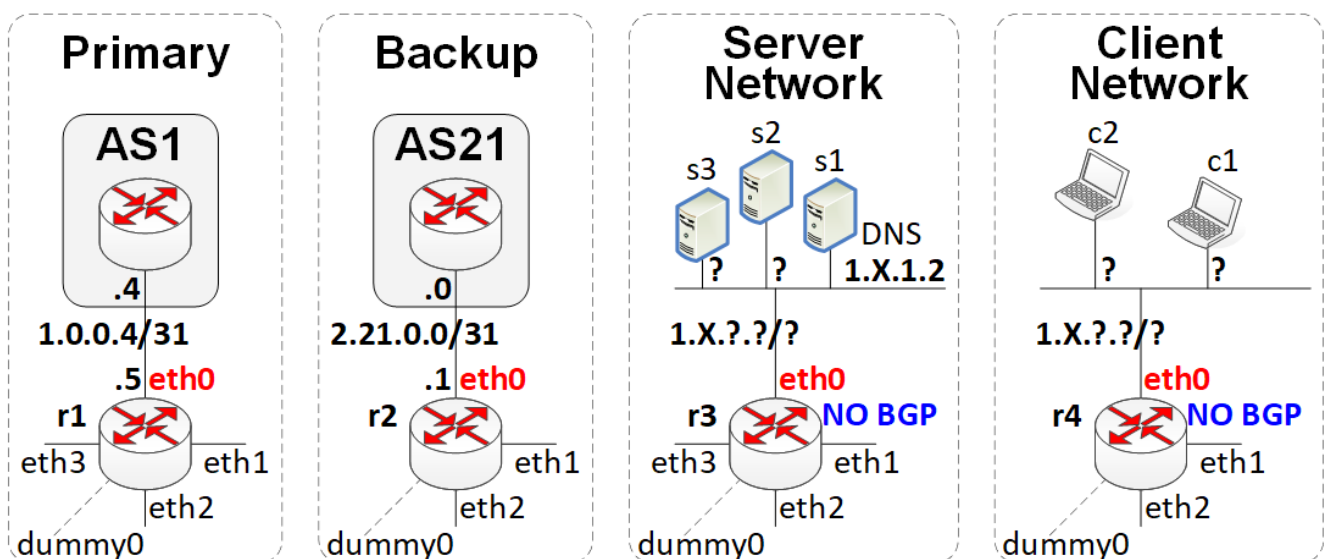 Primary
AS1
.4
1.0.0.4/31
.5 eth0
r1
eth3
eth1
eth2
dummy0
Backup
AS21
.0
2.21.0.0/31
.1 eth0
r2
eth1
eth2
dummy0
Server
Network
s3
s2
s1
DNS
? ? 1.X.1.2
1.X.?.?/?
eth0
r3
NO BGP
eth3
eth1
eth2
dummy0
Client
Network
c2
c1
? ?
1.X.?.?/?
eth0
r4
NO BGP
eth1
eth2
dummy0